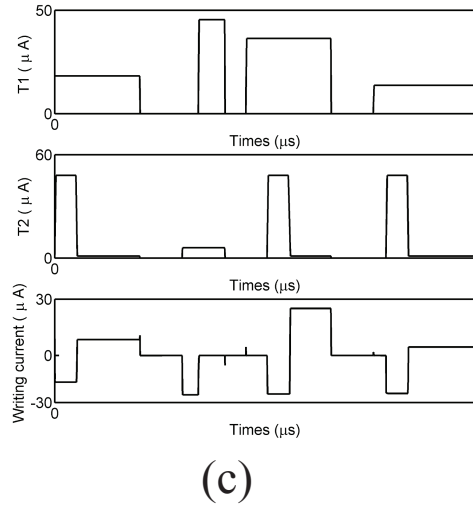 50
T1 ( μ A)
0
0
Times (μs)
60
T2 ( μ A)
0
0
Times (μs)
30
Writing current ( μ A)
0
-30
0
Times (μs)
(c)